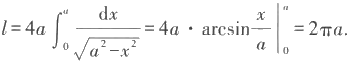 l=4a ∫₀ᵃ dx/√(a²−x²) = 4a · arcsin x/a |₀ᵃ = 2πa.